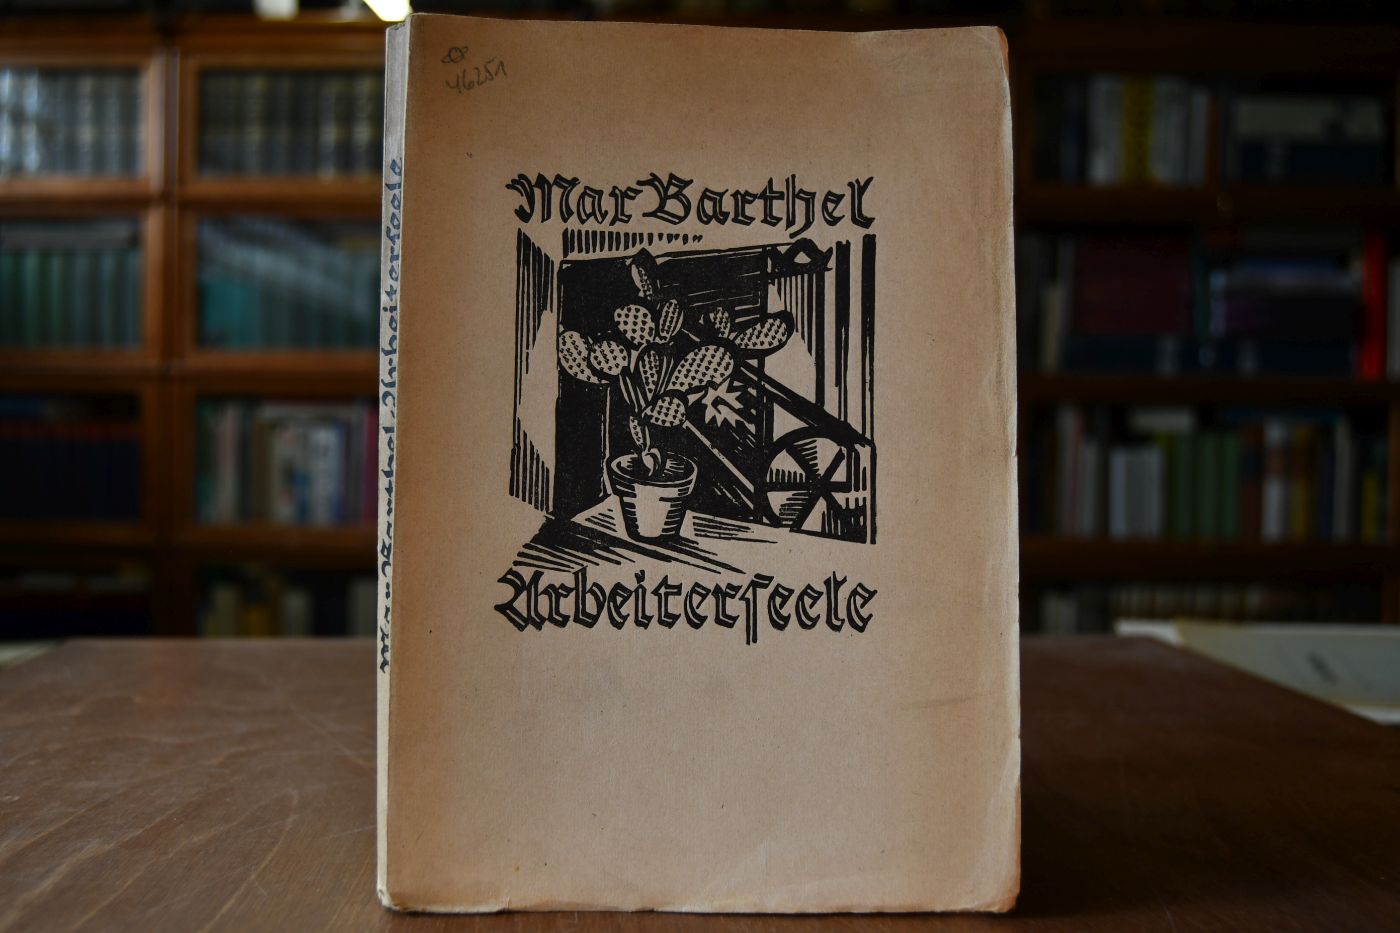 46251
Max Barthel
Arbeiterseele
Max Barthel Arbeiterseele